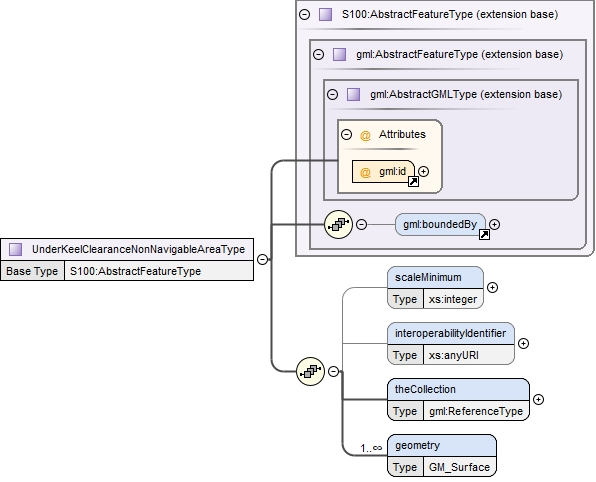 S100:AbstractFeatureType (extension base)
gml:AbstractFeatureType (extension base)
gml:AbstractGMLType (extension base)
@ Attributes
@ gml:id
gml:boundedBy
UnderKeelClearanceNonNavigableAreaType
Base Type S100:AbstractFeatureType
scaleMinimum
Type xs:integer
interoperabilityIdentifier
Type xs:anyURI
theCollection
Type gml:ReferenceType
1..∞
geometry
Type GM_Surface